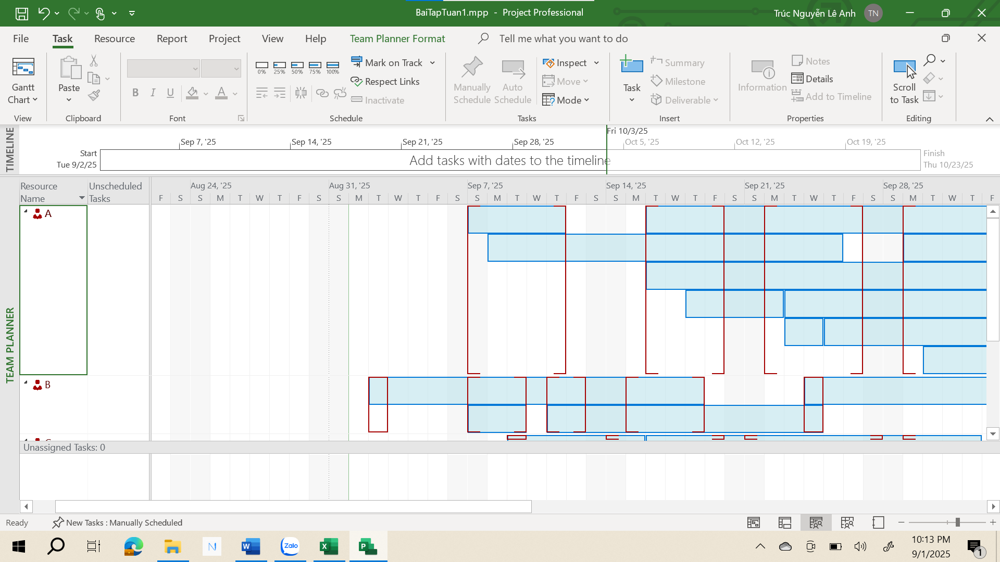 BaiTapTuan1.mpp - Project Professional
Trúc Nguyễn Lê Anh
TN
File Task Resource Report Project View Help Team Planner Format Tell me what you want to do
Gantt
Chart
View
Paste
Clipboard
B I U A
Font
0% 25% 50% 75% 100%
Mark on Track
Respect Links
Inactivate
Schedule
Manually
Schedule
Auto
Schedule
Inspect
Move
Mode
Tasks
Task
Summary
Milestone
Deliverable
Insert
Information
Notes
Details
Add to Timeline
Properties
Scroll
to Task
Editing
TIMELINE
Fri 10/3/25
Sep 7, '25 Sep 14, '25 Sep 21, '25 Sep 28, '25 Oct 5, '25 Oct 12, '25 Oct 19, '25
Start
Tue 9/2/25
Add tasks with dates to the timeline
Finish
Thu 10/23/25
TEAM PLANNER
Resource
Name
Unscheduled
Tasks
Aug 24, '25 Aug 31, '25 Sep 7, '25 Sep 14, '25 Sep 21, '25 Sep 28, '25
F S S M T W T F S S M T W T F S S M T W T F S S M T W T F S S M T W T F S S M T W T F
A
B
Unassigned Tasks: 0
Ready
New Tasks : Manually Scheduled
W
Zalo
X
P
N
10:13 PM
9/1/2025
1